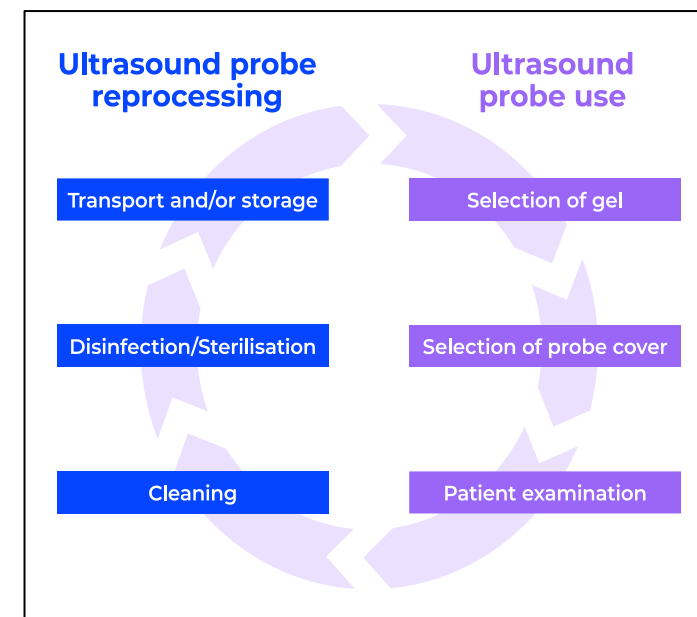 Ultrasound probe
reprocessing
Transport and/or storage
Disinfection/Sterilisation
Cleaning
Ultrasound
probe use
Selection of gel
Selection of probe cover
Patient examination